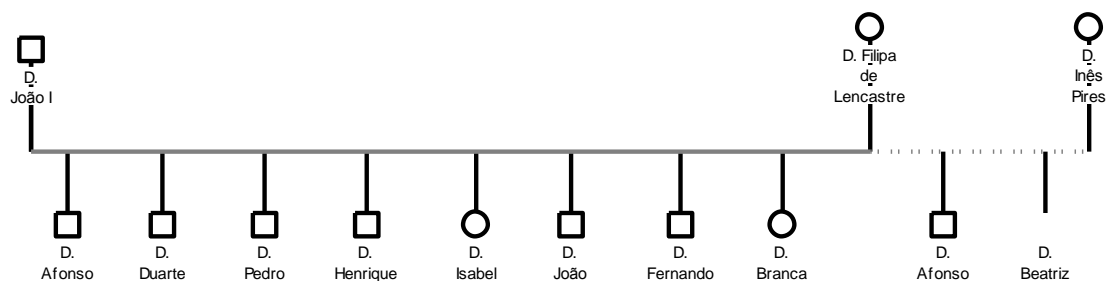 D.
João I
D. Filipa
de
Lencastre
D.
Inês
Pires
D.
Afonso
D.
Duarte
D.
Pedro
D.
Henrique
D.
Isabel
D.
João
D.
Fernando
D.
Branca
D.
Afonso
D.
Beatriz